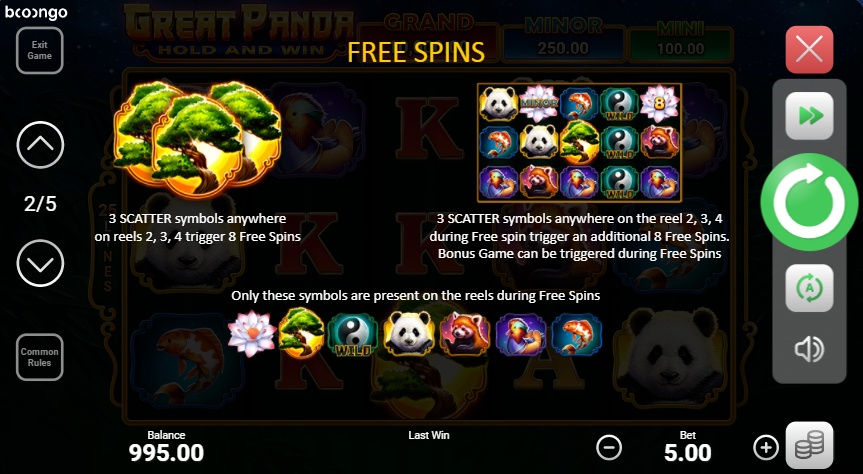 booongo
GREAT PANDA
HOLD AND WIN
GRAND
MINOR
250.00
MINI
100.00
Exit
Game
FREE SPINS
MINOR
8
WILD
WILD
WILD
2/5
3 SCATTER symbols anywhere
on reels 2, 3, 4 trigger 8 Free Spins
3 SCATTER symbols anywhere on the reel 2, 3, 4
during Free spin trigger an additional 8 Free Spins.
Bonus Game can be triggered during Free Spins
25
LINES
K
K
K
A
Only these symbols are present on the reels during Free Spins
WILD
Common
Rules
A
Balance
995.00
Last Win
Bet
5.00